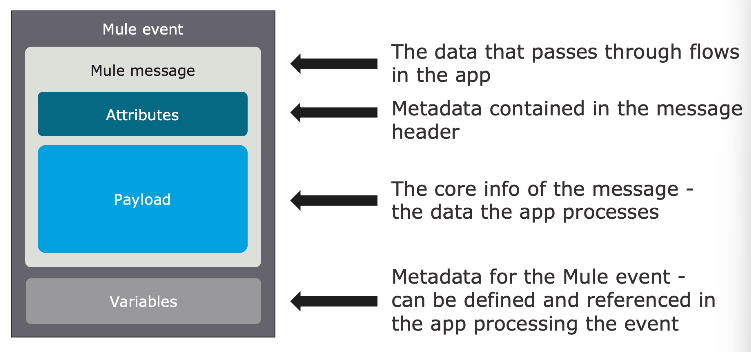 Mule event
Mule message
The data that passes through flows
in the app
Attributes
Metadata contained in the message
header
Payload
The core info of the message -
the data the app processes
Variables
Metadata for the Mule event -
can be defined and referenced in
the app processing the event